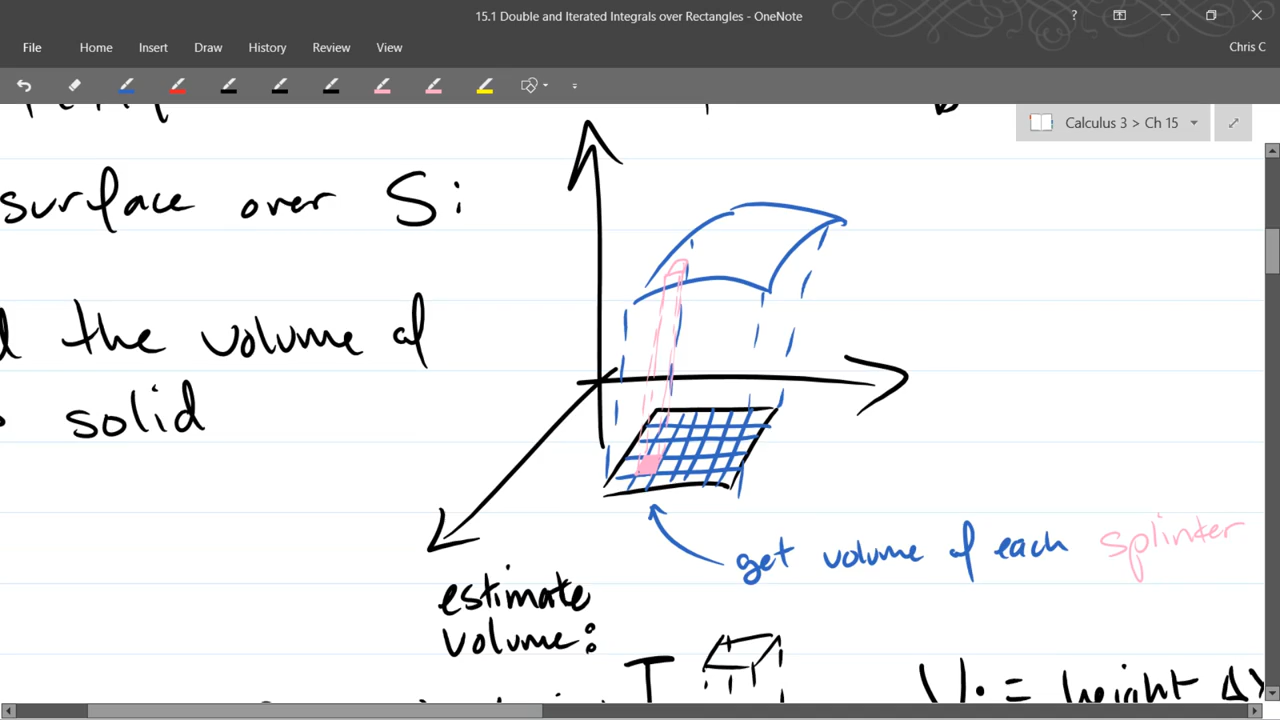 15.1 Double and Iterated Integrals over Rectangles - OneNote
?
Chris C
File Home Insert Draw History Review View
Calculus 3 > Ch 15
surface over S:
the volume of
solid
get volume of each splinter
estimate
volume:
= height